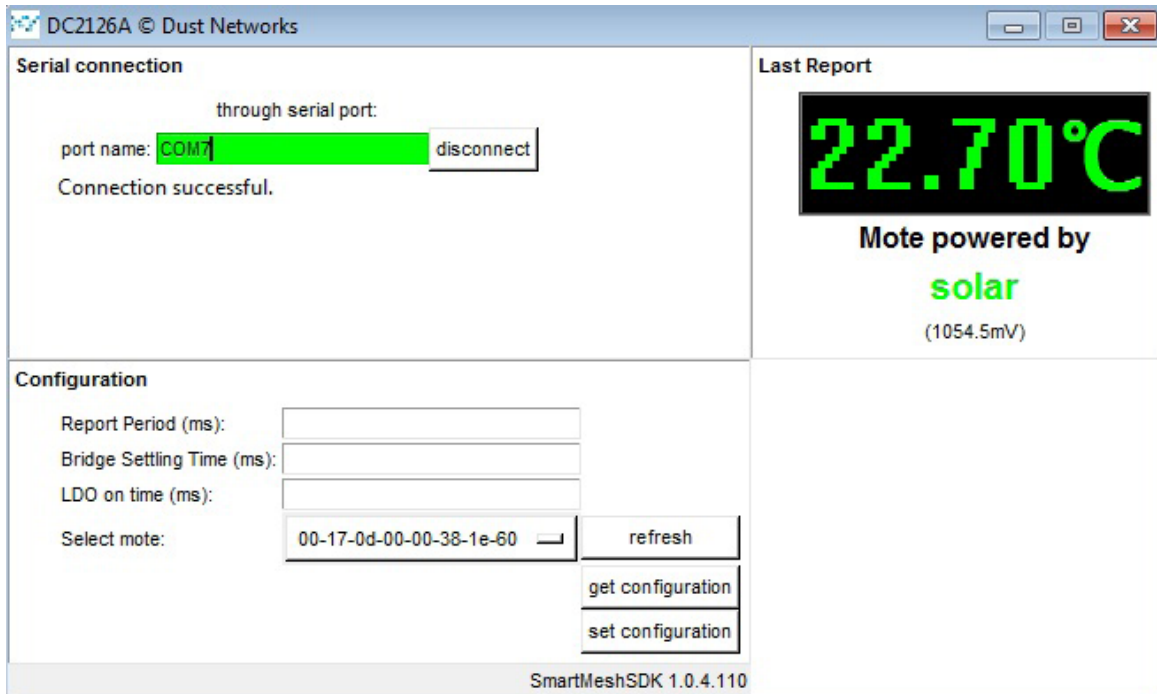 DC2126A © Dust Networks
Serial connection
through serial port:
port name: COM7 disconnect
Connection successful.
Last Report
22.70°C
Mote powered by
solar
(1054.5mV)
Configuration
Report Period (ms):
Bridge Settling Time (ms):
LDO on time (ms):
Select mote: 00-17-0d-00-00-38-1e-60 refresh
get configuration
set configuration
SmartMeshSDK 1.0.4.110